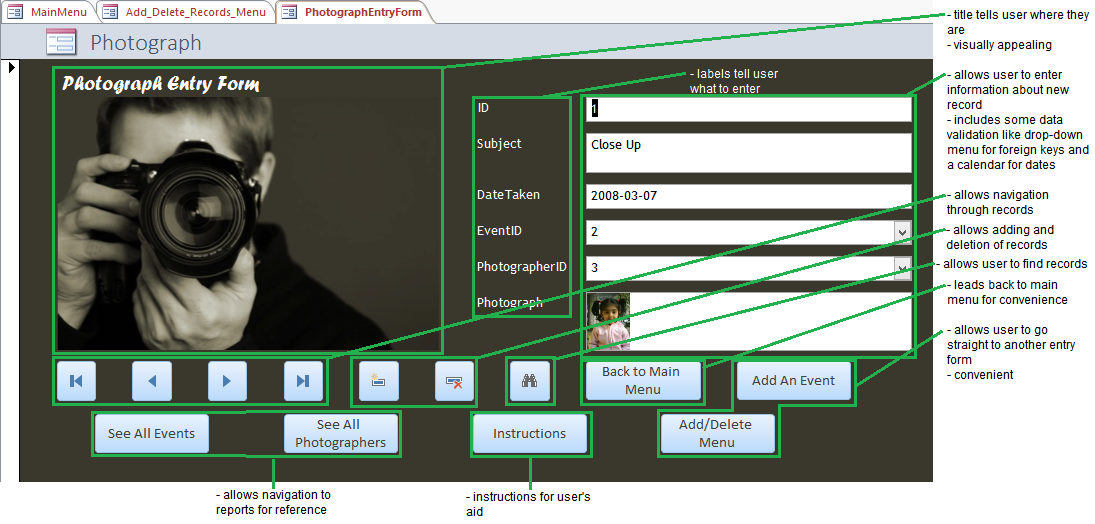 MainMenu
Add_Delete_Records_Menu
PhotographEntryForm
Photograph
Photograph Entry Form
ID
1
Subject
Close Up
DateTaken
2008-03-07
EventID
2
PhotographerID
3
Photograph
Back to Main
Menu
Add An Event
See All Events
See All
Photographers
Instructions
Add/Delete
Menu
- title tells user where they
are
- visually appealing
- labels tell user
what to enter
- allows user to enter
information about new
record
- includes some data
validation like drop-down
menu for foreign keys and
a calendar for dates
- allows navigation
through records
- allows adding and
deletion of records
- allows user to find records
- leads back to main
menu for convenience
- allows user to go
straight to another entry
form
- convenient
- allows navigation to
reports for reference
- instructions for user's
aid